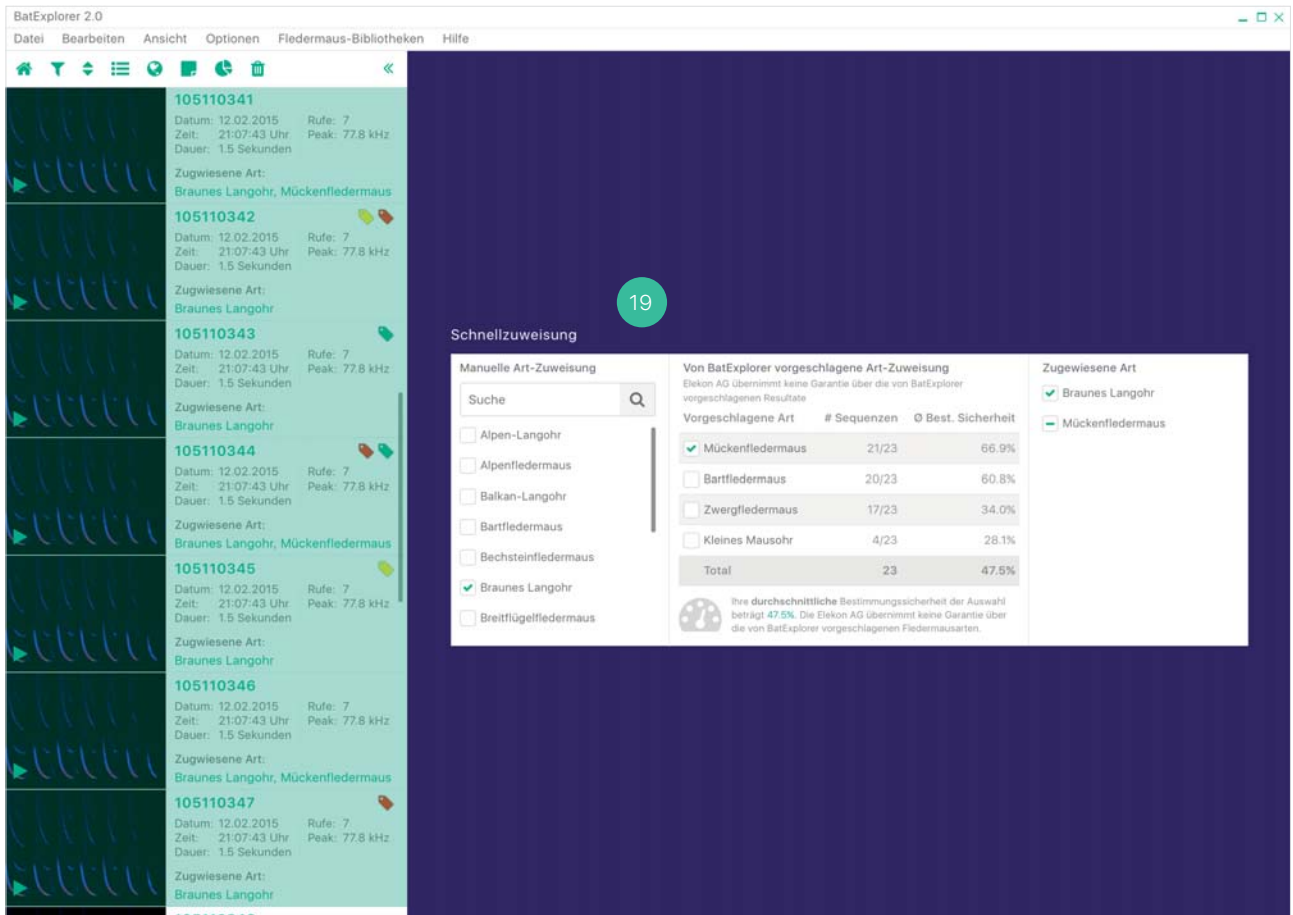 BatExplorer 2.0
Datei Bearbeiten Ansicht Optionen Fledermaus-Bibliotheken Hilfe
105110341
Datum: 12.02.2015 Rufe: 7
Zeit: 21:07:43 Uhr Peak: 77.8 kHz
Dauer: 1.5 Sekunden
Zugwiesene Art:
Braunes Langohr, Mückenfledermaus
105110342
Datum: 12.02.2015 Rufe: 7
Zeit: 21:07:43 Uhr Peak: 77.8 kHz
Dauer: 1.5 Sekunden
Zugwiesene Art:
Braunes Langohr
105110343
Datum: 12.02.2015 Rufe: 7
Zeit: 21:07:43 Uhr Peak: 77.8 kHz
Dauer: 1.5 Sekunden
Zugwiesene Art:
Braunes Langohr
105110344
Datum: 12.02.2015 Rufe: 7
Zeit: 21:07:43 Uhr Peak: 77.8 kHz
Dauer: 1.5 Sekunden
Zugwiesene Art:
Braunes Langohr, Mückenfledermaus
105110345
Datum: 12.02.2015 Rufe: 7
Zeit: 21:07:43 Uhr Peak: 77.8 kHz
Dauer: 1.5 Sekunden
Zugwiesene Art:
Braunes Langohr
105110346
Datum: 12.02.2015 Rufe: 7
Zeit: 21:07:43 Uhr Peak: 77.8 kHz
Dauer: 1.5 Sekunden
Zugwiesene Art:
Braunes Langohr, Mückenfledermaus
105110347
Datum: 12.02.2015 Rufe: 7
Zeit: 21:07:43 Uhr Peak: 77.8 kHz
Dauer: 1.5 Sekunden
Zugwiesene Art:
Braunes Langohr
19
Schnellzuweisung
Manuelle Art-Zuweisung
Suche
Alpen-Langohr
Alpenfledermaus
Balkan-Langohr
Bartfledermaus
Bechsteinfledermaus
Braunes Langohr
Breitflügelfledermaus
Von BatExplorer vorgeschlagene Art-Zuweisung
Elekon AG übernimmt keine Garantie über die von BatExplorer
vorgeschlagenen Resultate
Vorgeschlagene Art # Sequenzen Ø Best. Sicherheit
Mückenfledermaus 21/23 66.9%
Bartfledermaus 20/23 60.8%
Zwergfledermaus 17/23 34.0%
Kleines Mausohr 4/23 28.1%
Total 23 47.5%
Ihre durchschnittliche Bestimmungssicherheit der Auswahl
beträgt 47.5%. Die Elekon AG übernimmt keine Garantie über
die von BatExplorer vorgeschlagenen Fledermausarten.
Zugewiesene Art
Braunes Langohr
Mückenfledermaus